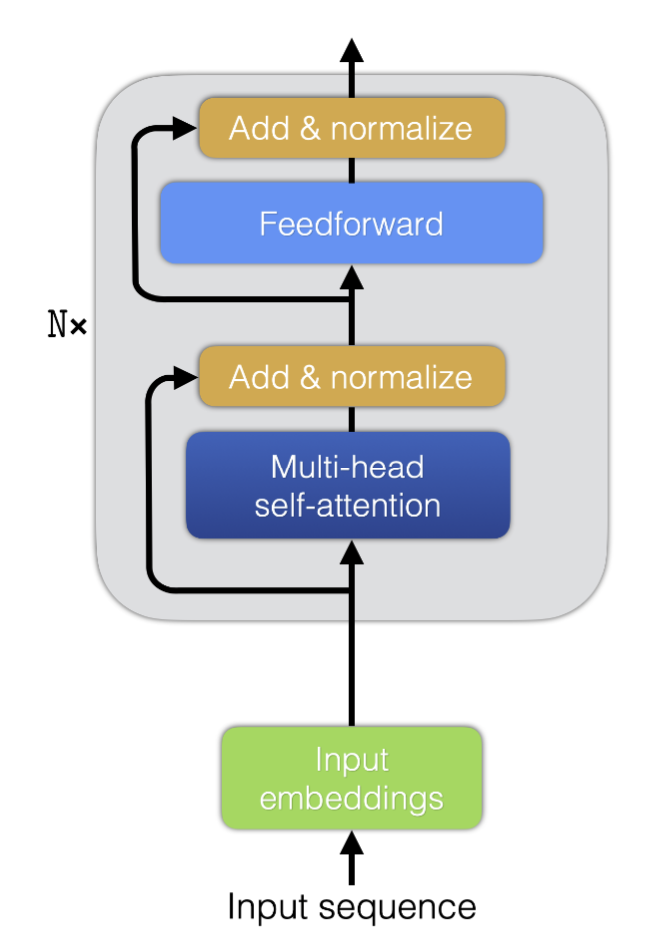 Add & normalize
Feedforward
N×
Add & normalize
Multi-head
self-attention
Input
embeddings
Input sequence